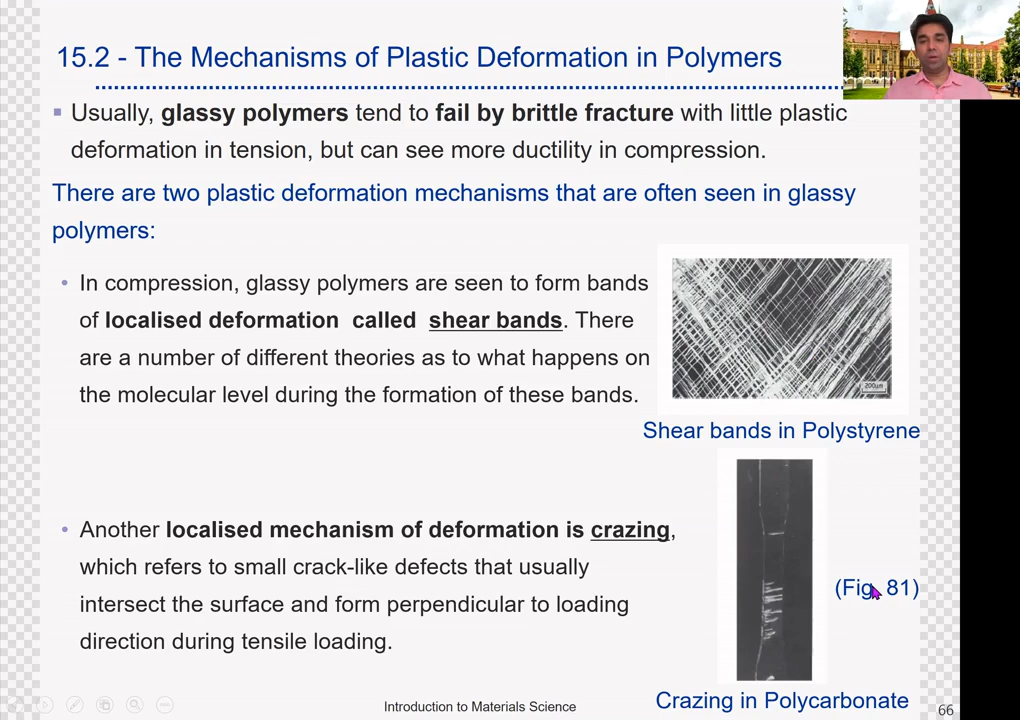 15.2 - The Mechanisms of Plastic Deformation in Polymers
Usually, glassy polymers tend to fail by brittle fracture with little plastic
deformation in tension, but can see more ductility in compression.
There are two plastic deformation mechanisms that are often seen in glassy
polymers:
In compression, glassy polymers are seen to form bands
of localised deformation called shear bands. There
are a number of different theories as to what happens on
the molecular level during the formation of these bands.
200µm
Shear bands in Polystyrene
Another localised mechanism of deformation is crazing,
which refers to small crack-like defects that usually
intersect the surface and form perpendicular to loading
direction during tensile loading.
(Fig. 81)
Crazing in Polycarbonate
Introduction to Materials Science
66